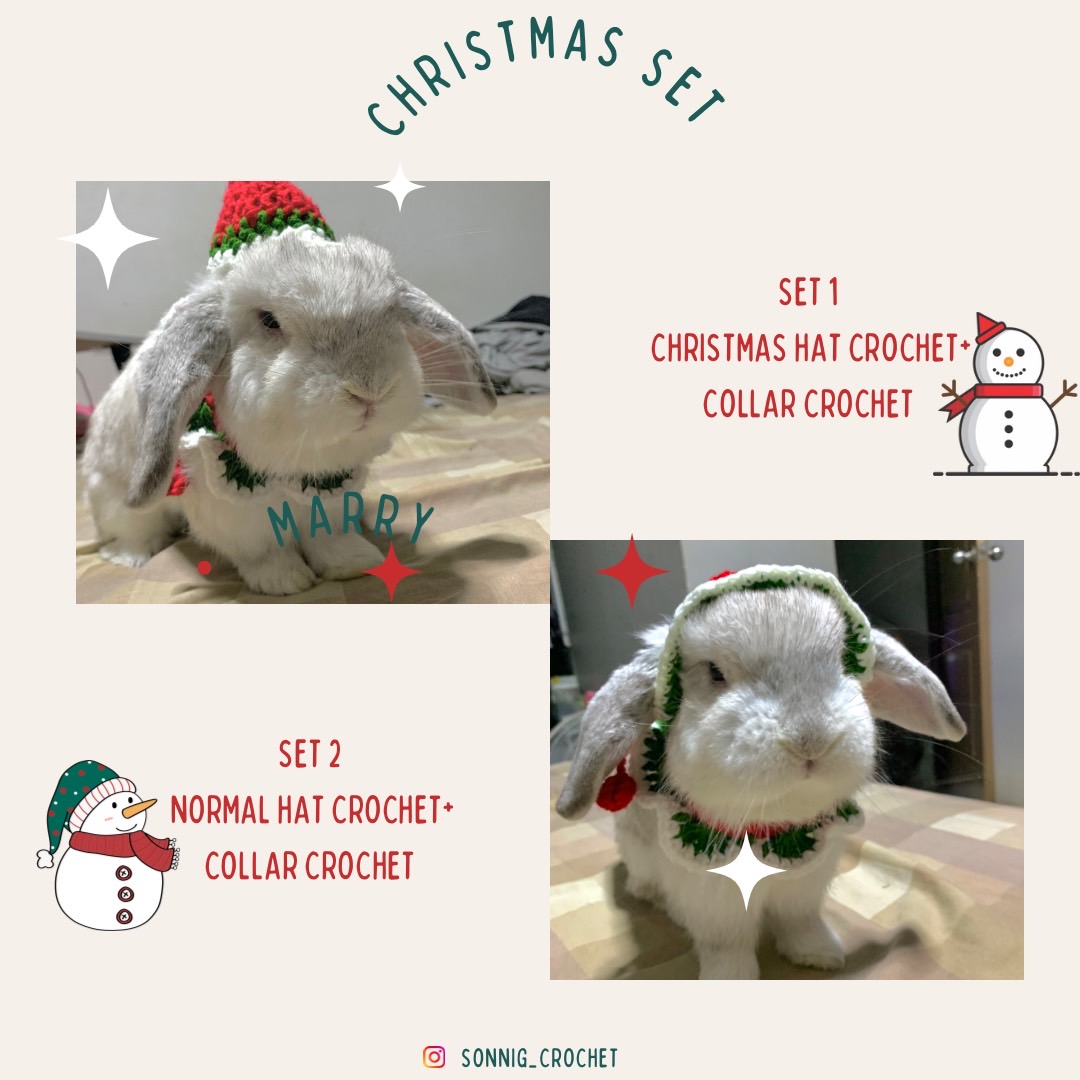 CHRISTMAS SET
SET 1
CHRISTMAS HAT CROCHET+
COLLAR CROCHET
MARRY
SET 2
NORMAL HAT CROCHET+
COLLAR CROCHET
SONNIG_CROCHET